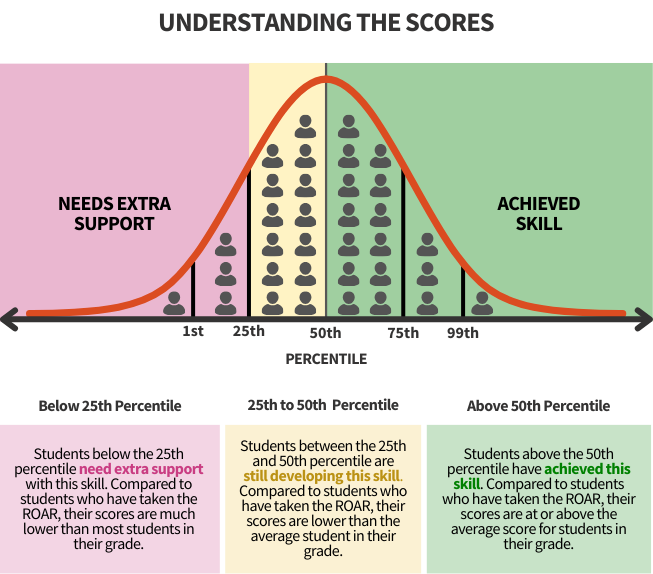 UNDERSTANDING THE SCORES
NEEDS EXTRA
SUPPORT
ACHIEVED
SKILL
1st
25th
50th
75th
99th
PERCENTILE
Below 25th Percentile
Students below the 25th
percentile need extra support
with this skill. Compared to
students who have taken the
ROAR, their scores are much
lower than most students in
their grade.
25th to 50th Percentile
Students between the 25th
and 50th percentile are
still developing this skill.
Compared to students who
have taken the ROAR, their
scores are lower than the
average student in their
grade.
Above 50th Percentile
Students above the 50th
percentile have achieved this
skill. Compared to students
who have taken the ROAR, their
scores are at or above the
average score for students in
their grade.